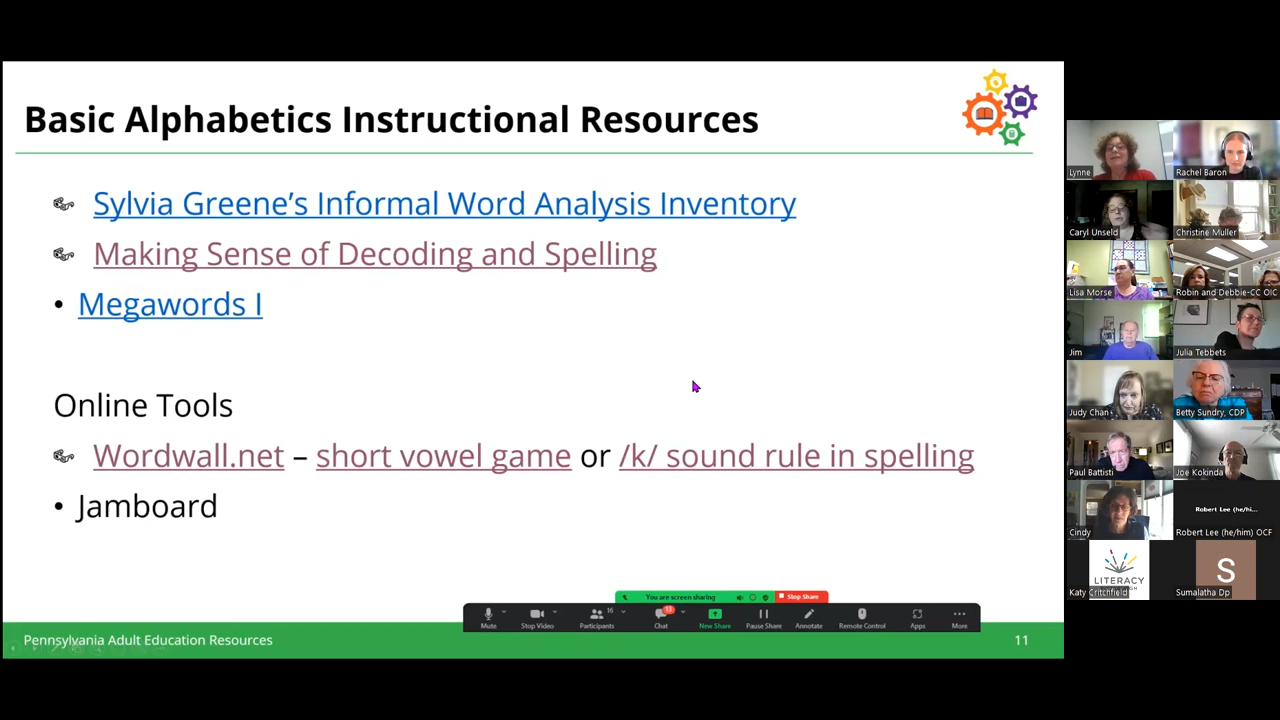 Basic Alphabetics Instructional Resources
Sylvia Greene’s Informal Word Analysis Inventory
Making Sense of Decoding and Spelling
• Megawords I
Online Tools
Wordwall.net – short vowel game or /k/ sound rule in spelling
• Jamboard
You are screen sharing
Stop Share
Mute
Stop Video
16
Participants
13
Chat
New Share
Pause Share
Annotate
Remote Control
Apps
More
Pennsylvania Adult Education Resources
11
Lynne
Rachel Baron
Caryl Unseld
Christine Muller
Lisa Morse
Robin and Debbie-CC OIC
Jim
Julia Tebbets
Judy Chan
Betty Sundry, CDP
Paul Battisti
Joe Kokinda
Cindy
Robert Lee (he/hi...
Robert Lee (he/him) OCF
LITERACY
Katy Critchfield
S
Sumalatha Dp